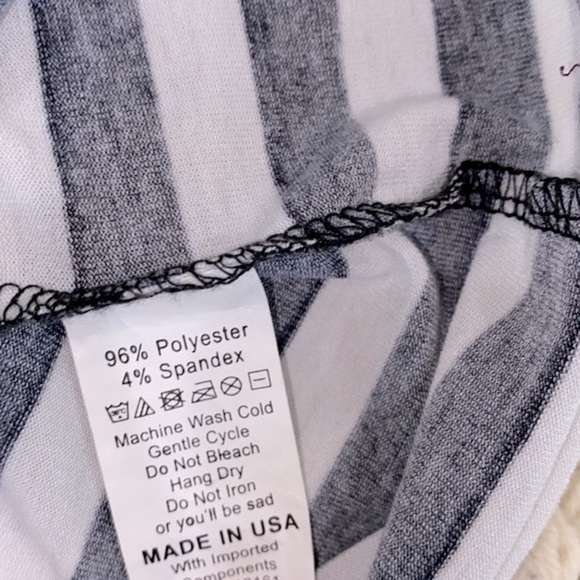 96% Polyester
4% Spandex
Machine Wash Cold
Gentle Cycle
Do Not Bleach
Hang Dry
Do Not Iron
or you'll be sad
MADE IN USA
With Imported
Components